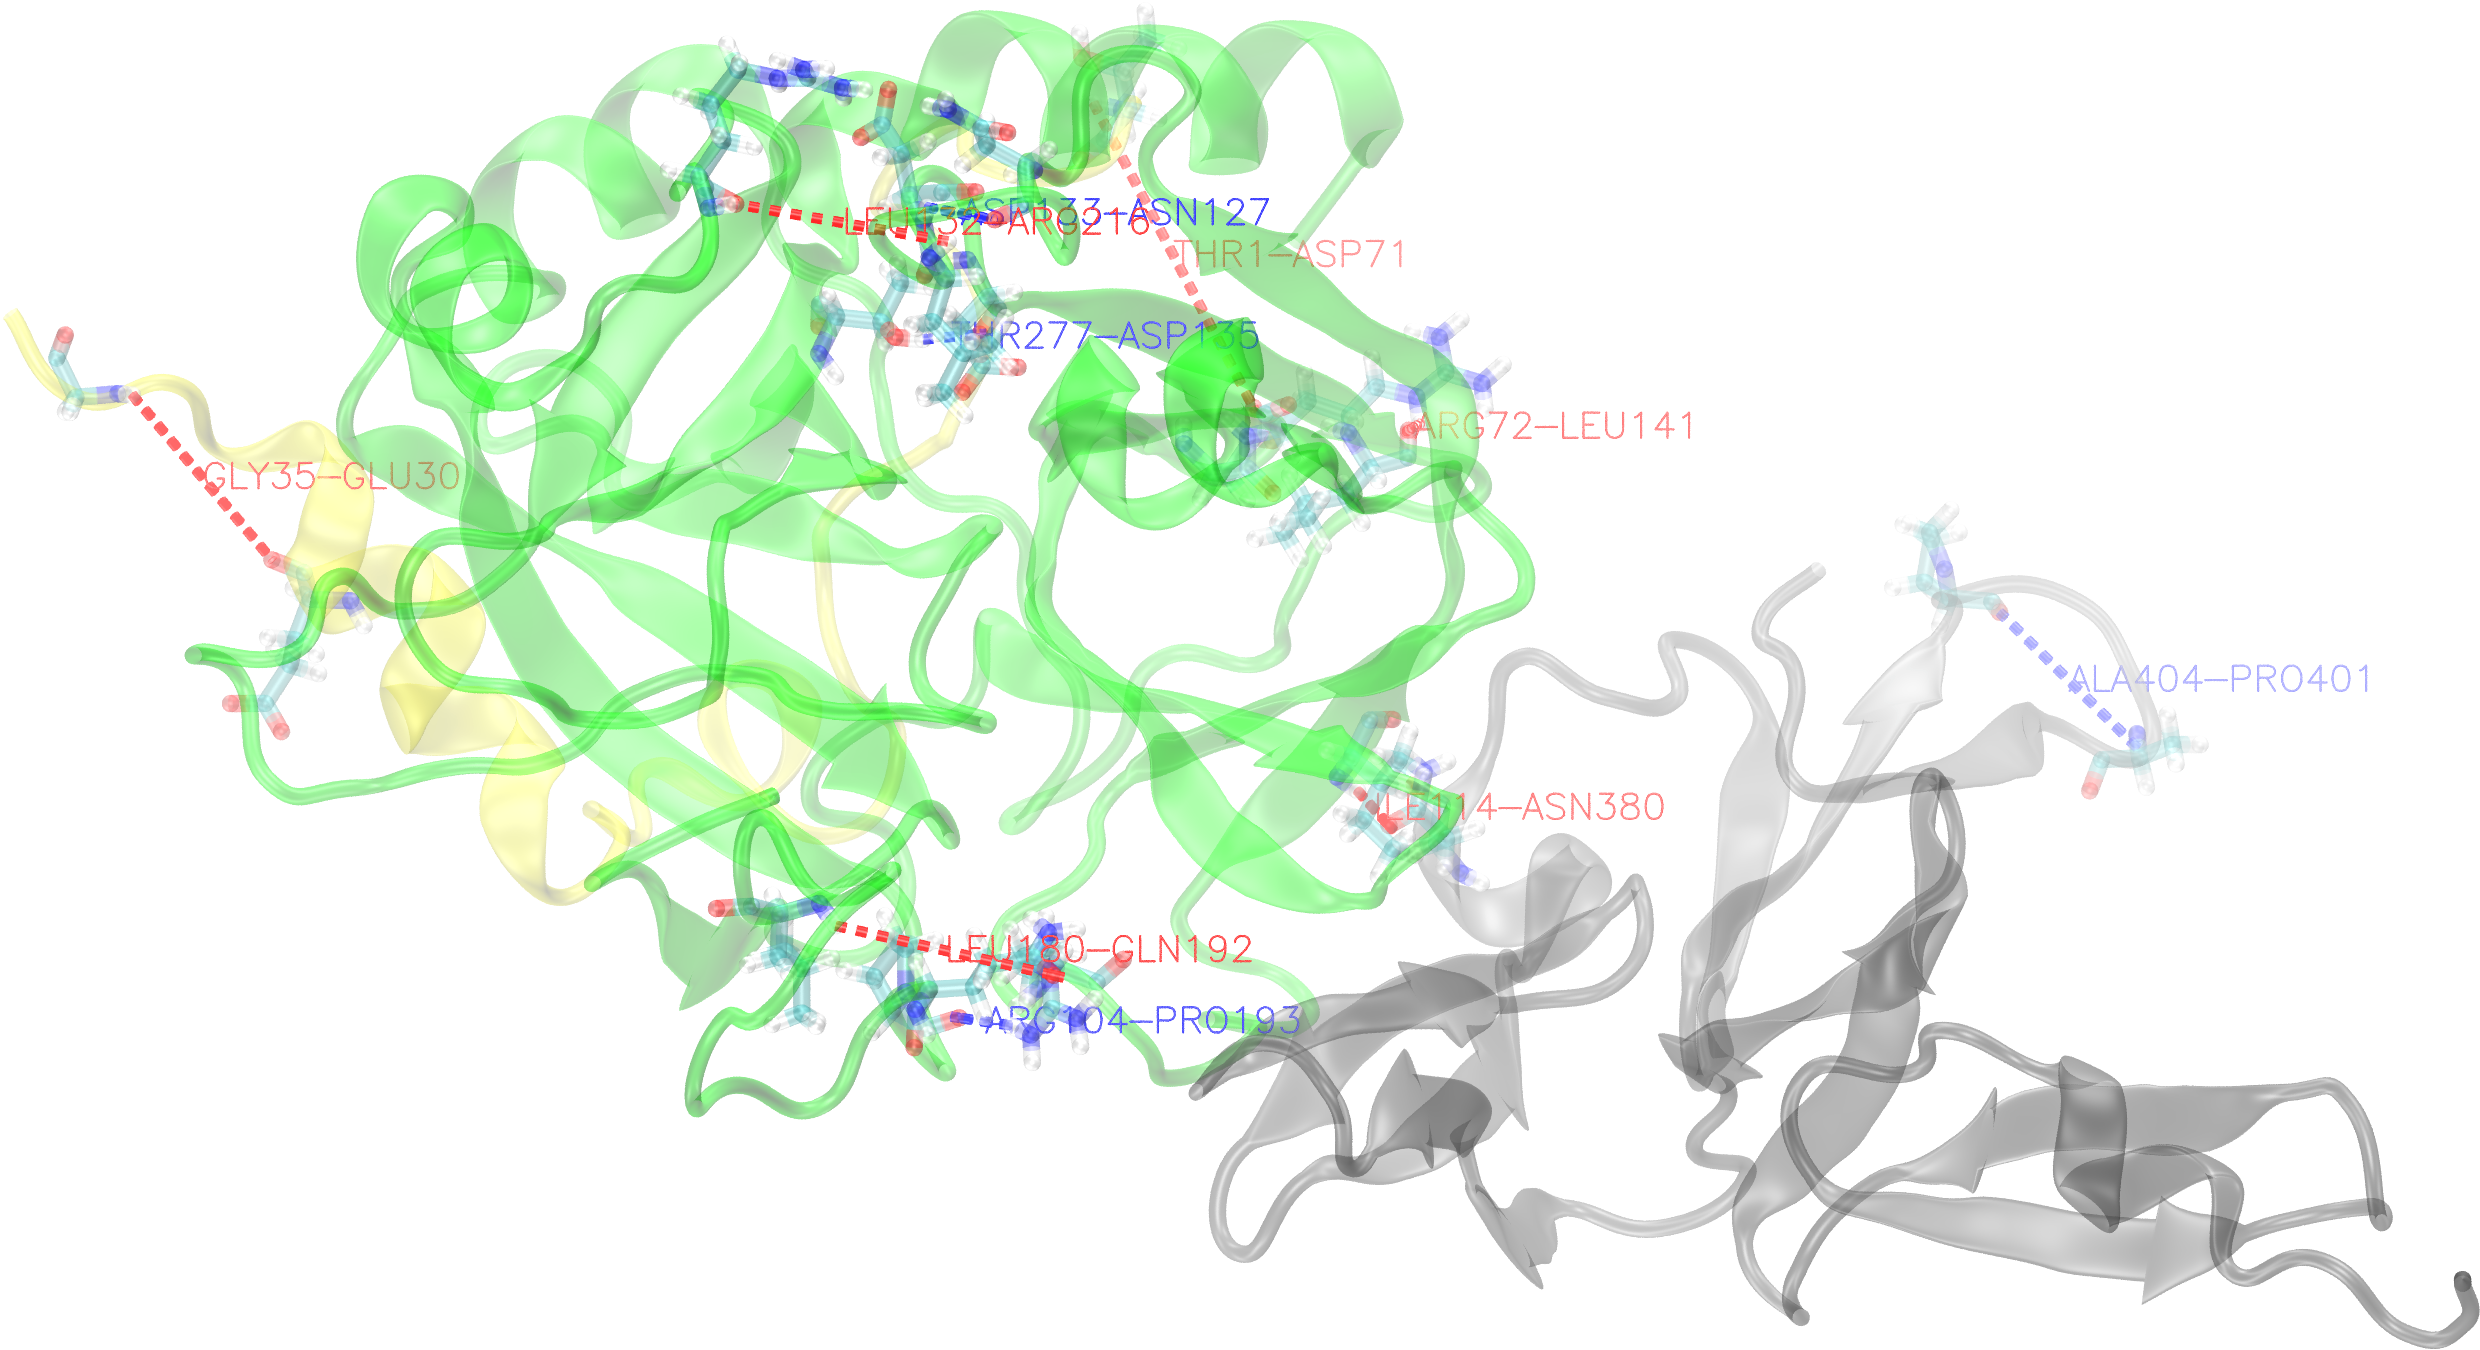 ASP133-ASN127
LEU132-ARG216
THR1-ASP71
THR277-ASP135
ARG72-LEU141
GLY35-GLU30
ALA404-PRO401
ILE114-ASN380
LEU180-GLN192
ARG104-PRO193